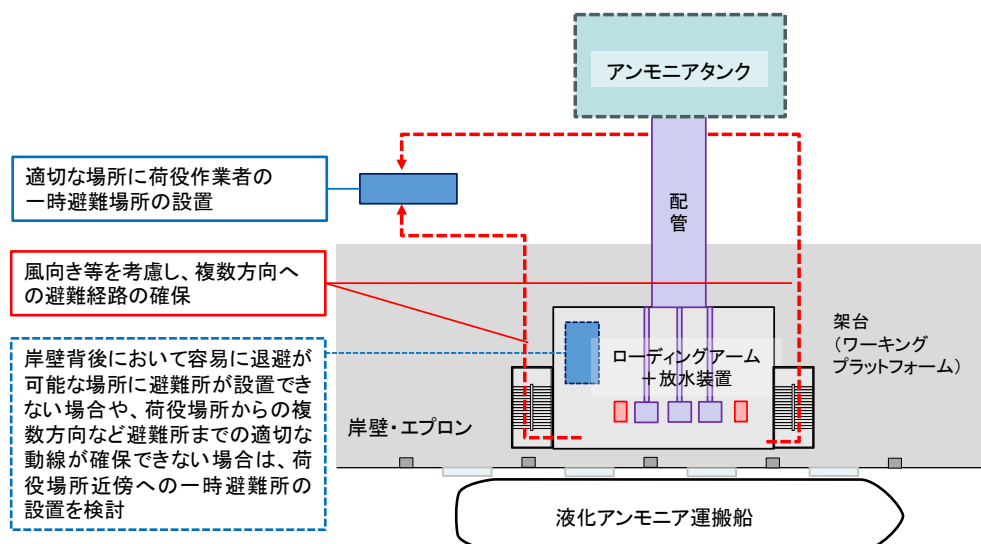 アンモニアタンク
適切な場所に荷役作業者の
一時避難場所の設置
配
管
風向き等を考慮し、複数方向へ
の避難経路の確保
架台
（ワーキング
プラットフォーム）
ローディングアーム
＋放水装置
岸壁背後において容易に退避が
可能な場所に避難所が設置でき
ない場合や、荷役場所からの複
数方向など避難所までの適切な
動線が確保できない場合は、荷
役場所近傍への一時避難所の
設置を検討
岸壁・エプロン
液化アンモニア運搬船